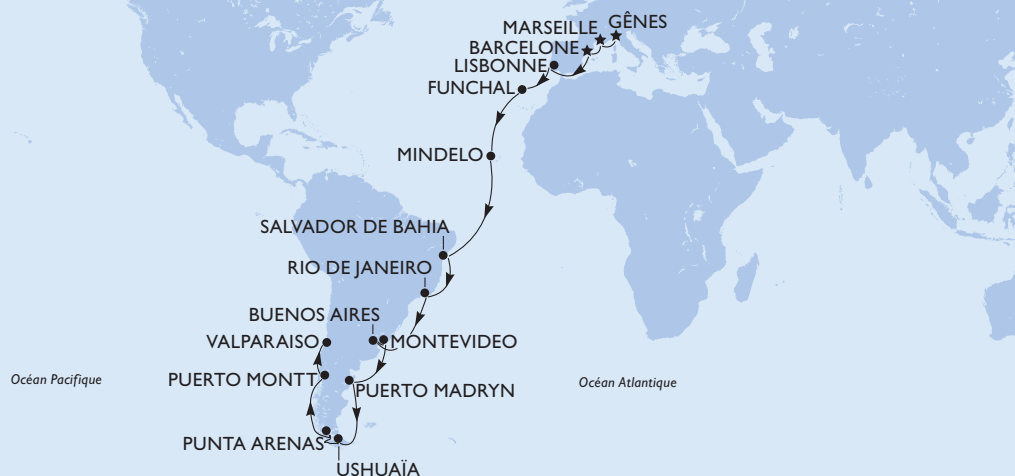 GÊNES
MARSEILLE
BARCELONE
LISBONNE
FUNCHAL
MINDELO
SALVADOR DE BAHIA
RIO DE JANEIRO
BUENOS AIRES
VALPARAISO
MONTEVIDEO
Océan Pacifique
PUERTO MONTT
Océan Atlantique
PUERTO MADRYN
PUNTA ARENAS
USHUAÏA